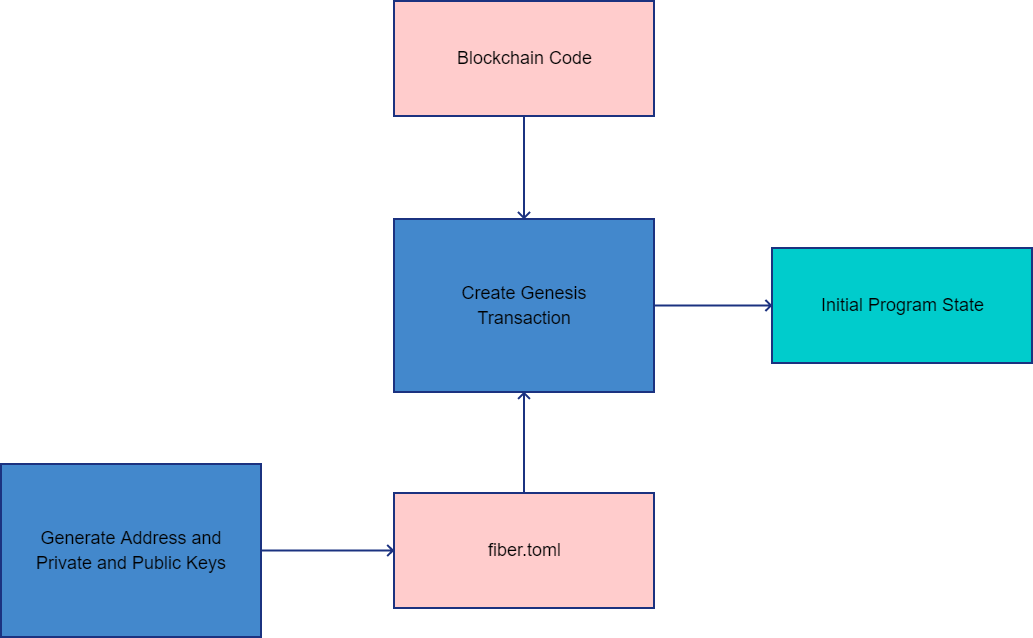 Blockchain Code
Create Genesis
Transaction
Initial Program State
Generate Address and
Private and Public Keys
fiber.toml